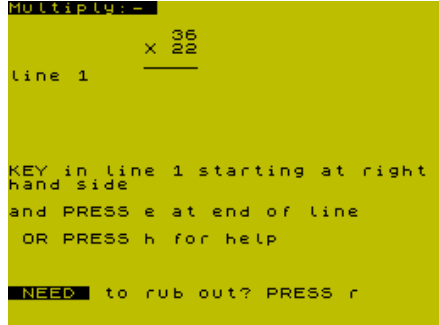 Multiply:-
36
x 22
line 1
KEY in line 1 starting at right
hand side
and PRESS e at end of line
OR PRESS h for help
NEED to rub out? PRESS r